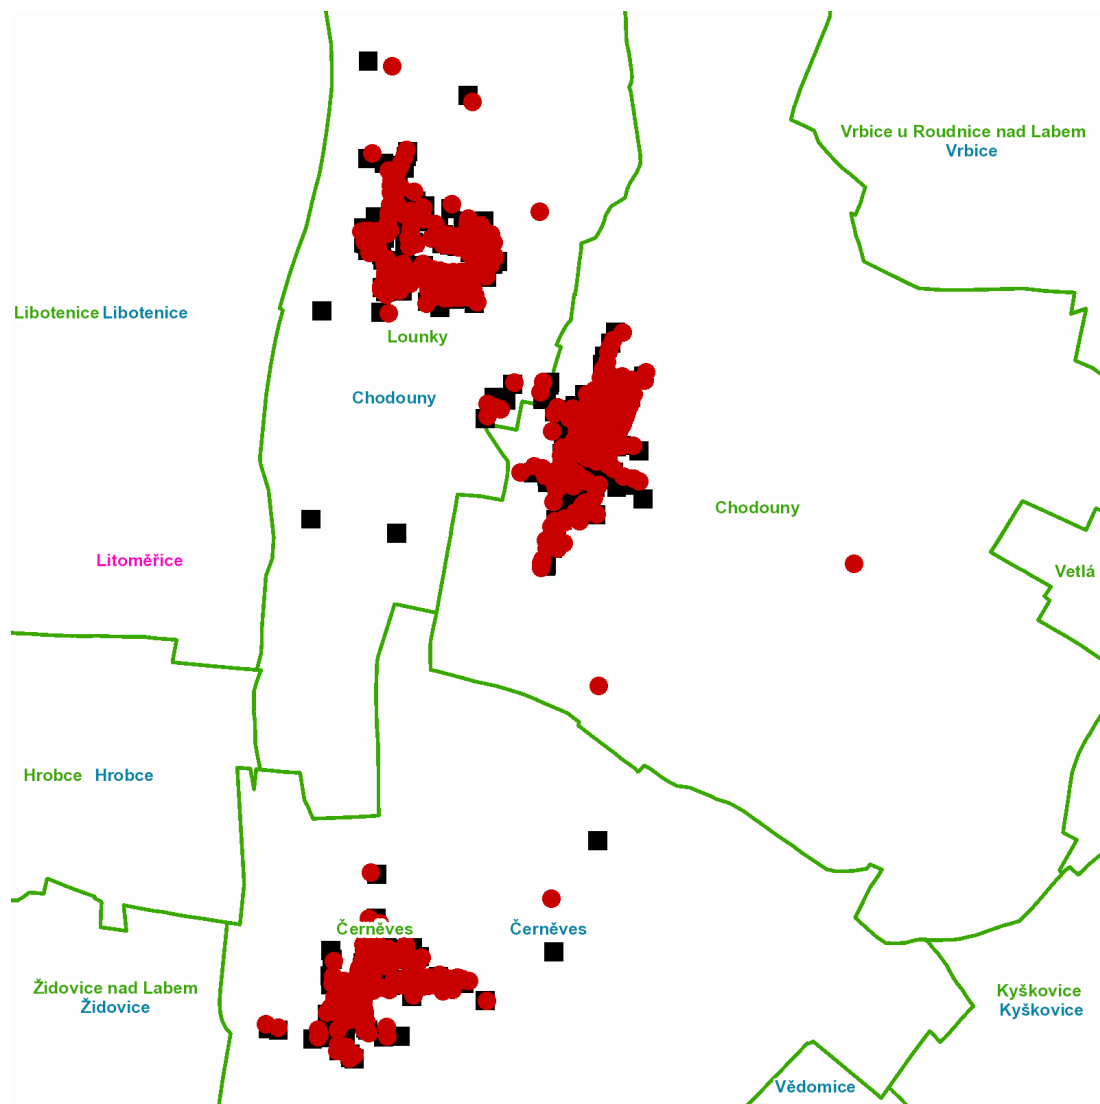 Vrbice u Roudnice nad Labem
Vrbice
Libotenice Libotenice
Lounky
Chodouny
Chodouny
Litoměřice
Vetlá
Hrobce Hrobce
Černěves Černěves
Židovice nad Labem
Židovice
Kyškovice
Kyškovice
Vědomice